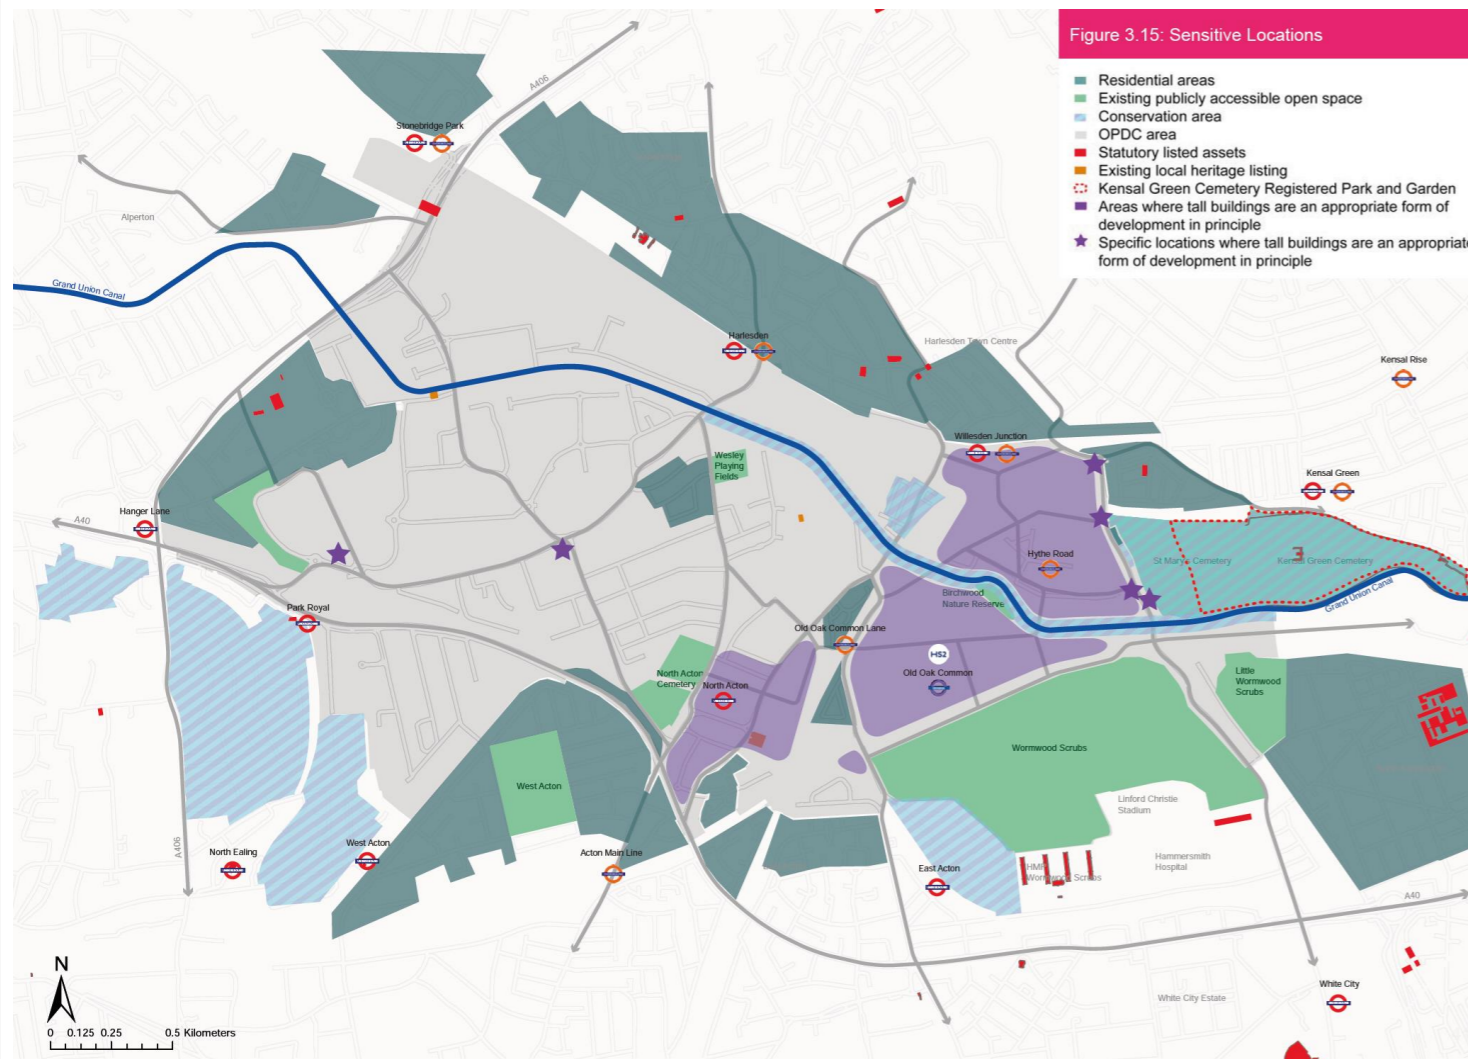 Figure 3.15: Sensitive Locations
Residential areas
Existing publicly accessible open space
Conservation area
OPDC area
Statutory listed assets
Existing local heritage listing
Kensal Green Cemetery Registered Park and Garden
Areas where tall buildings are an appropriate form of
development in principle
Specific locations where tall buildings are an appropriate
form of development in principle
A406
Stonebridge Park
Alperton
Grand Union Canal
Harlesden
Harlesden Town Centre
Kensal Rise
Willesden Junction
Wesley
Playing
Fields
Kensal Green
Hanger Lane
A40
Hythe Road
St Mary's Cemetery
Kensal Green Cemetery
Birchwood
Nature Reserve
Grand Union Canal
Park Royal
Old Oak Common Lane
HS2
Old Oak Common
North Acton
Cemetery
North Acton
Little
Wormwood
Scrubs
Wormwood Scrubs
West Acton
Linford Christie
Stadium
A406
North Ealing
West Acton
Acton Main Line
East Acton
HMP
Wormwood Scrubs
Hammersmith
Hospital
A40
White City
White City Estate
N
0 0.125 0.25 0.5 Kilometers